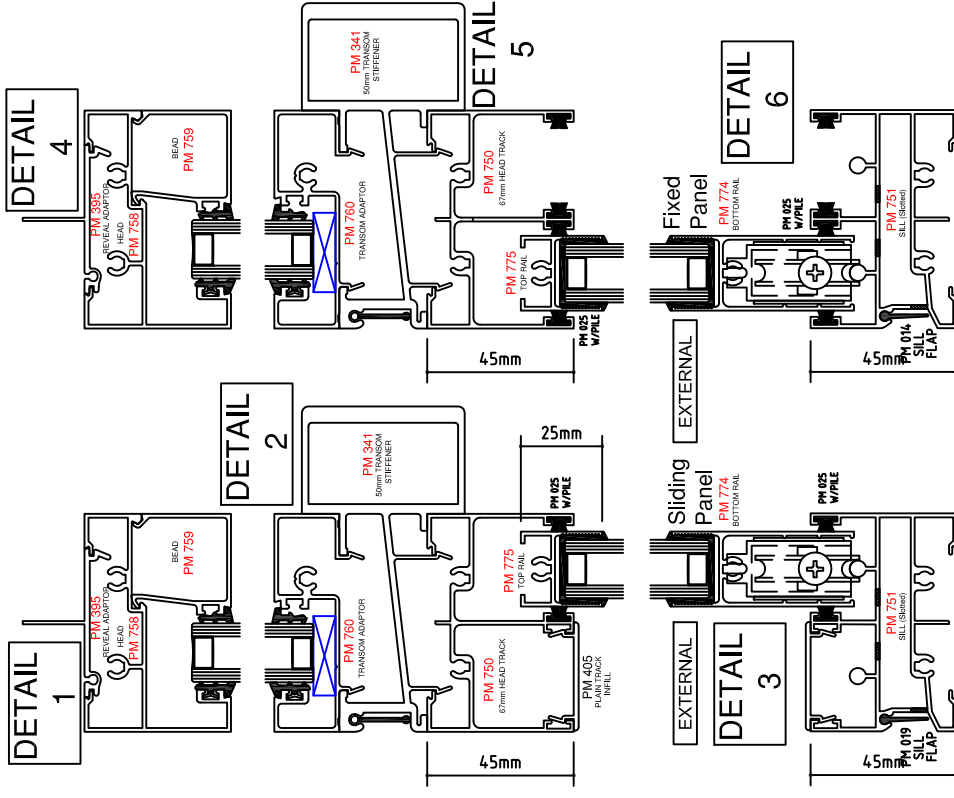 DETAIL
4
PM 395
REVEAL ADAPTOR
HEAD
PM 758
BEAD
PM 759
PM 341
50mm TRANSOM
STIFFENER
DETAIL
5
PM 760
TRANSOM ADAPTOR
PM 750
67mm HEAD TRACK
PM 775
TOP RAIL
PM 025
W/PILE
45mm
Fixed
Panel
PM 774
BOTTOM RAIL
EXTERNAL
DETAIL
6
PM 025
W/PILE
PM 751
SILL (Slotted)
45mm
PM 014
SILL
FLAP
DETAIL
1
PM 395
REVEAL ADAPTOR
HEAD
PM 758
BEAD
PM 759
DETAIL
2
PM 341
50mm TRANSOM
STIFFENER
PM 760
TRANSOM ADAPTOR
25mm
PM 025
W/PILE
PM 775
TOP RAIL
PM 750
67mm HEAD TRACK
PM 405
PLAIN TRACK
INFILL
45mm
Sliding
Panel
PM 774
BOTTOM RAIL
PM 025
W/PILE
EXTERNAL
DETAIL
3
PM 751
SILL (Slotted)
45mm
PM 019
SILL
FLAP